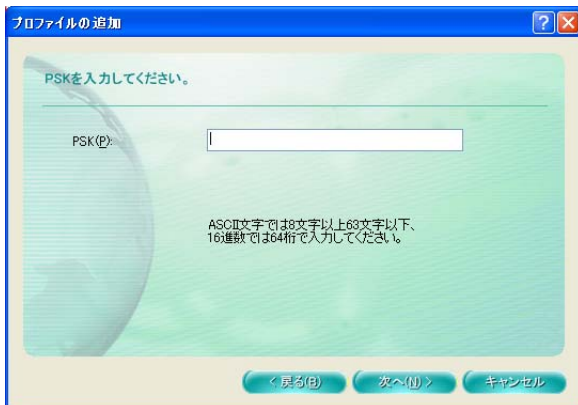 プロファイルの追加
PSKを入力してください。
PSK(P):
ASCII文字では8文字以上63文字以下、
16進数では64桁で入力してください。
< 戻る(B)
次へ(N) >
キャンセル